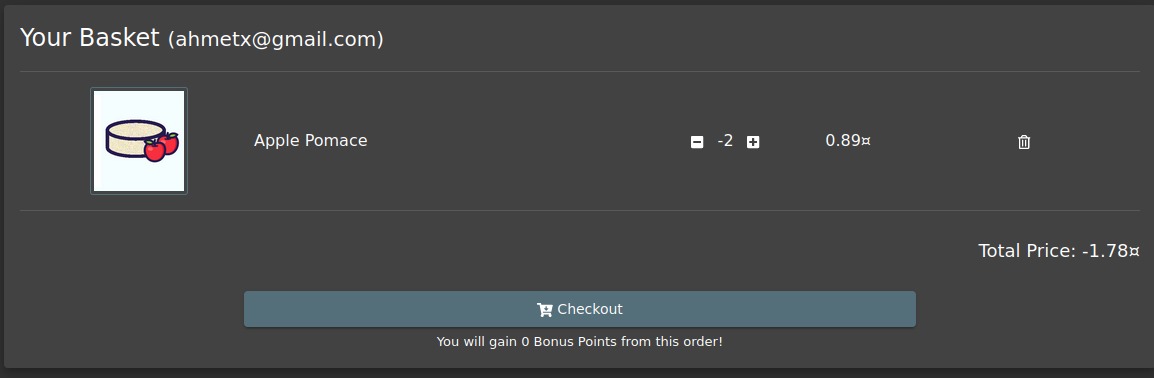 Your Basket (ahmetx@gmail.com)
Apple Pomace -2 0.89¤
Total Price: -1.78¤
Checkout
You will gain 0 Bonus Points from this order!